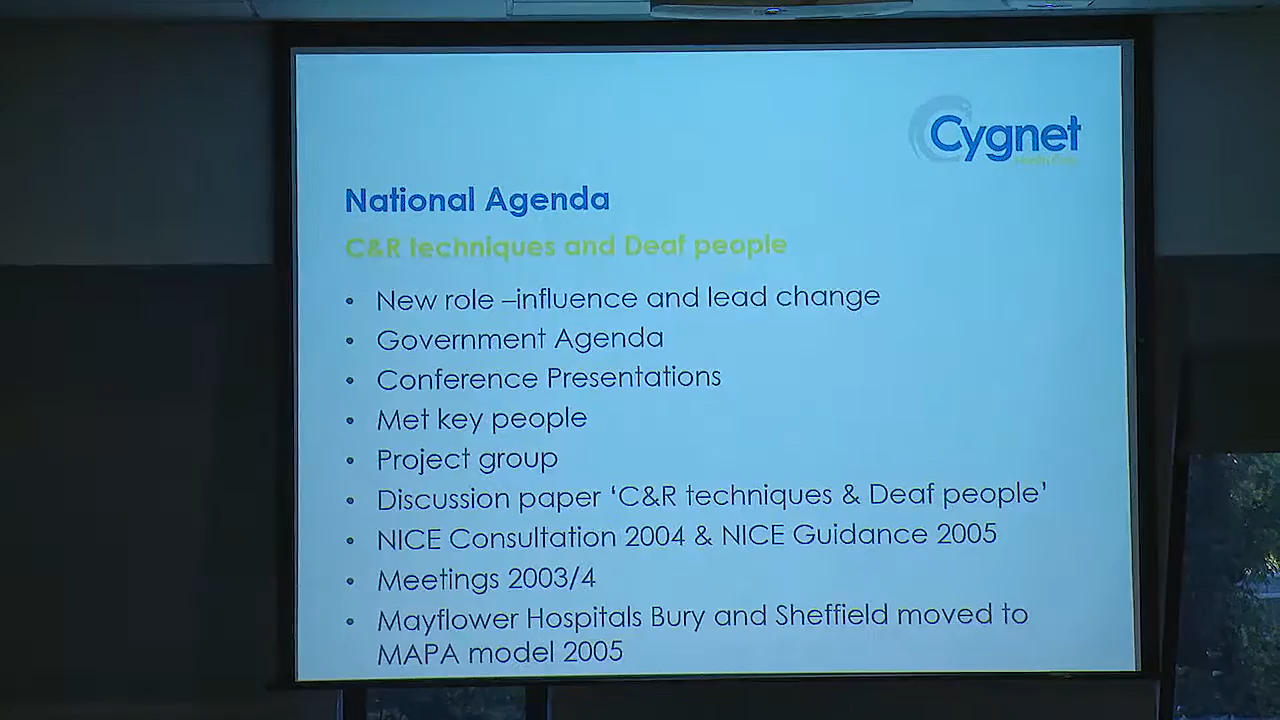 Cygnet
Health Care
National Agenda
C&R techniques and Deaf people
• New role –influence and lead change
• Government Agenda
• Conference Presentations
• Met key people
• Project group
• Discussion paper ‘C&R techniques & Deaf people’
• NICE Consultation 2004 & NICE Guidance 2005
• Meetings 2003/4
• Mayflower Hospitals Bury and Sheffield moved to
MAPA model 2005